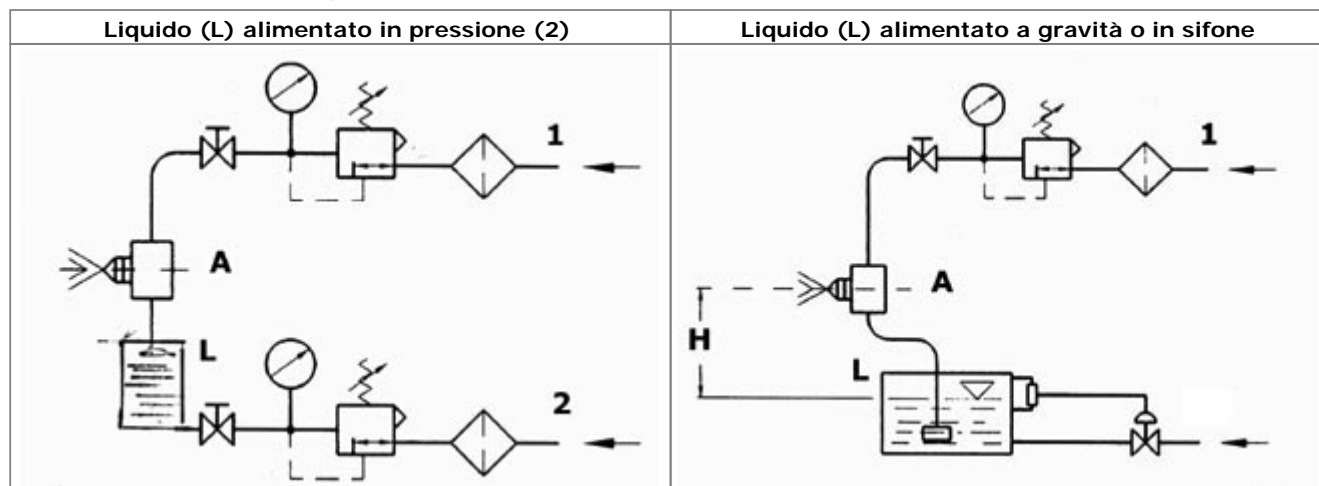 Liquido (L) alimentato in pressione (2)
Liquido (L) alimentato a gravità o in sifone
1
A
L
2
1
A
H
L